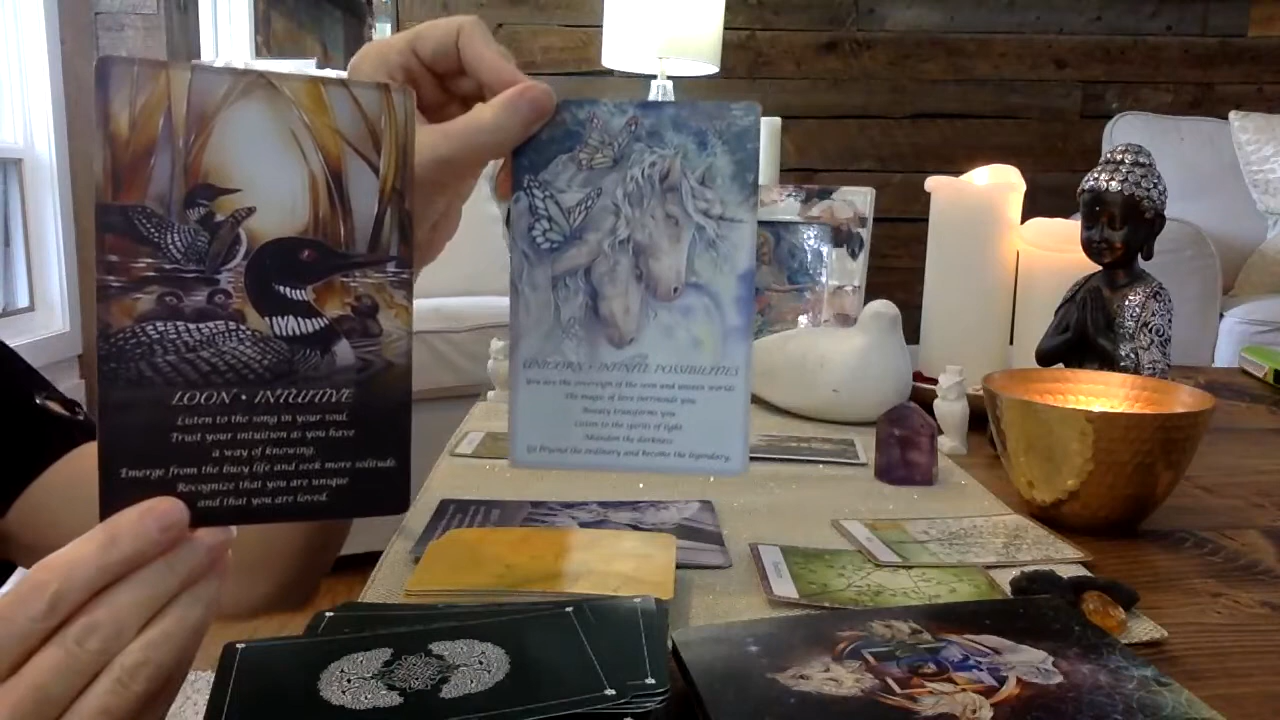 LOON • INTUITIVE
Listen to the song in your soul.
Trust your intuition as you have
a way of knowing.
Emerge from the busy life and seek more solitude.
Recognize that you are unique
and that you are loved.
UNICORN • INFINITE POSSIBILITIES
You are the sovereign of the seen and unseen world.
The magic of love surrounds you.
Beauty transforms you.
Listen to the spirits of light.
Abandon the darkness.
Go beyond the ordinary and become the legendary.